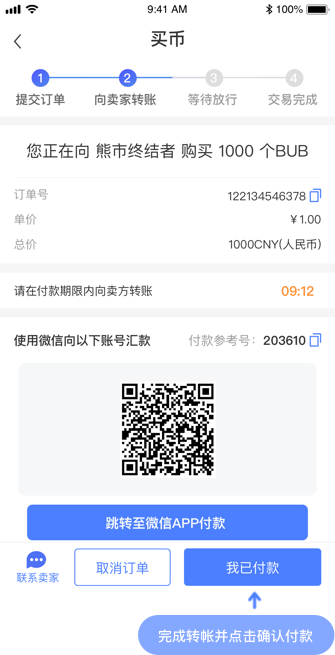 9:41 AM
100%
买币
1
2
3
4
提交订单
向卖家转账
等待放行
交易完成
您正在向 熊市终结者 购买 1000 个BUB
订单号
122134546378
单价
￥1.00
总价
1000CNY(人民币)
请在付款期限内向卖方转账
09:12
使用微信向以下账号汇款
付款参考号：203610
跳转至微信APP付款
联系卖家
取消订单
我已付款
完成转帐并点击确认付款